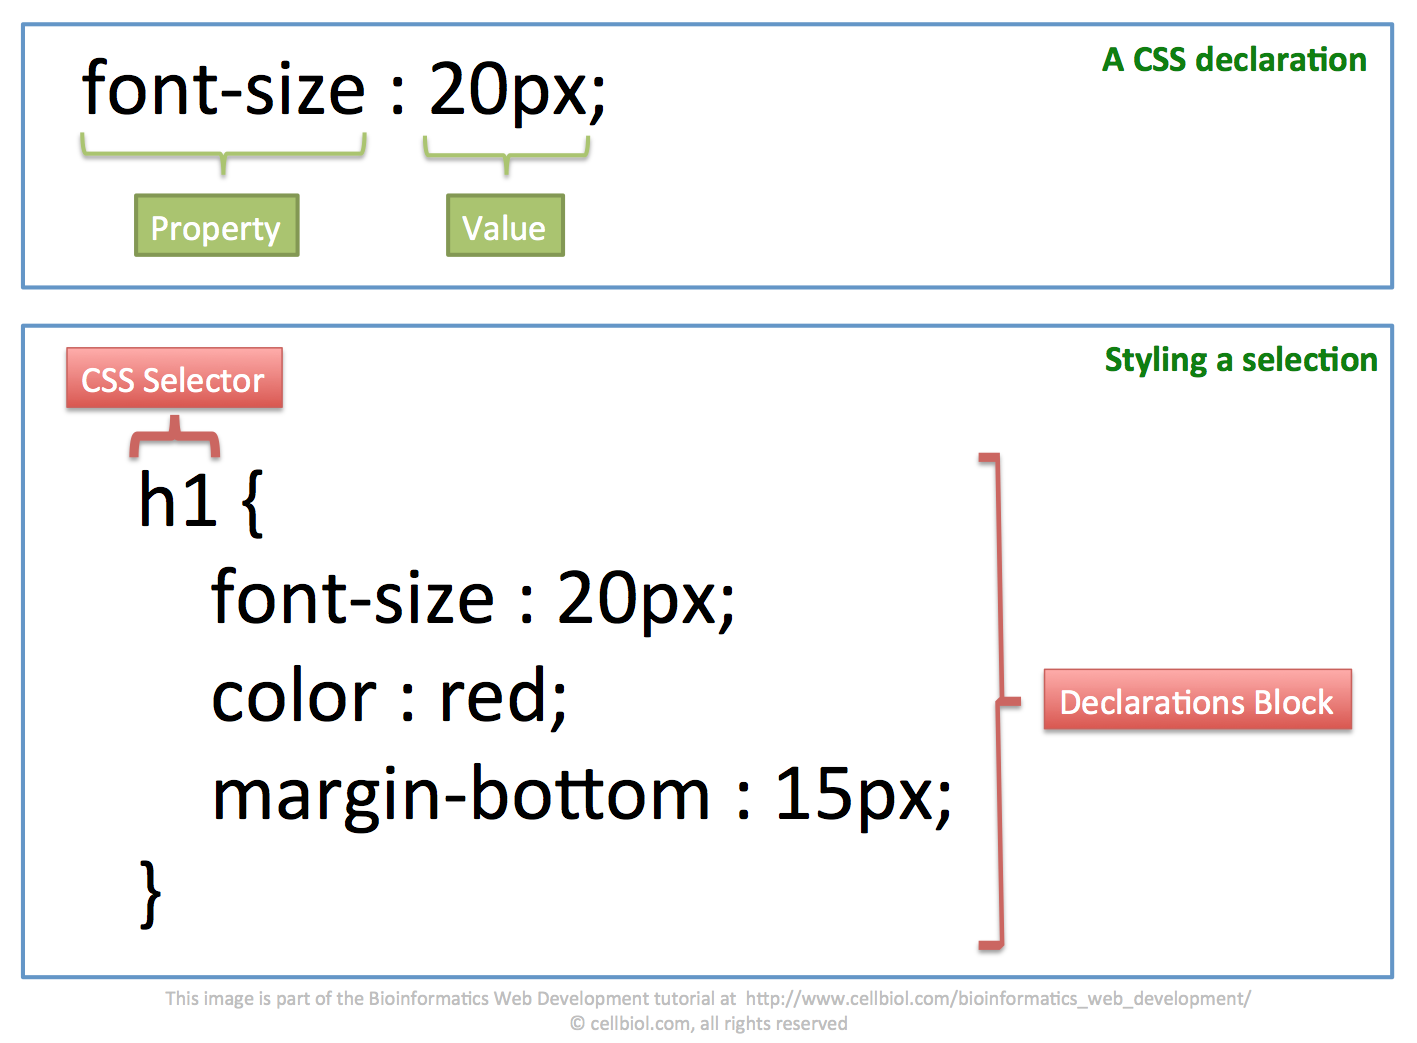 A CSS declaration
font-size : 20px;
Property
Value
Styling a selection
CSS Selector
h1 {
font-size : 20px;
color : red;
margin-bottom : 15px;
}
Declarations Block
This image is part of the Bioinformatics Web Development tutorial at http://www.cellbiol.com/bioinformatics_web_development/
© cellbiol.com, all rights reserved